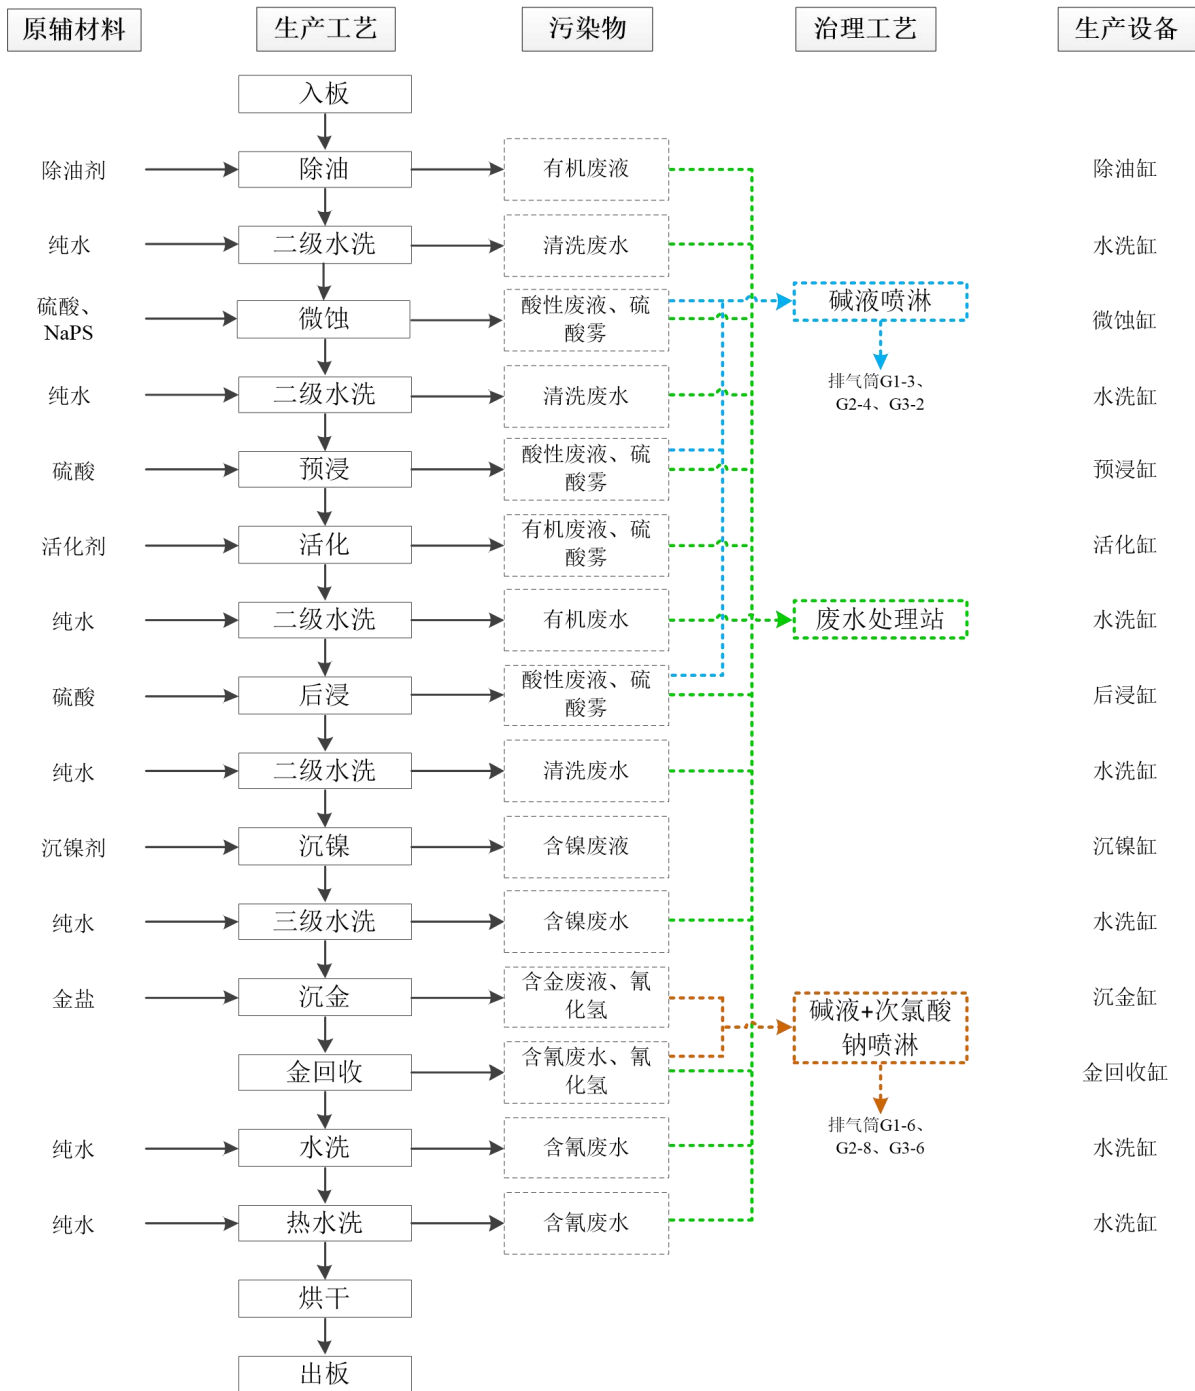 原辅材料
生产工艺
污染物
治理工艺
生产设备
入板
除油剂
除油
有机废液
除油缸
纯水
二级水洗
清洗废水
水洗缸
硫酸、
NaPS
微蚀
酸性废液、硫
酸雾
碱液喷淋
微蚀缸
排气筒G1-3、
G2-4、G3-2
纯水
二级水洗
清洗废水
水洗缸
硫酸
预浸
酸性废液、硫
酸雾
预浸缸
活化剂
活化
有机废液、硫
酸雾
活化缸
纯水
二级水洗
有机废水
废水处理站
水洗缸
硫酸
后浸
酸性废液、硫
酸雾
后浸缸
纯水
二级水洗
清洗废水
水洗缸
沉镍剂
沉镍
含镍废液
沉镍缸
纯水
三级水洗
含镍废水
水洗缸
金盐
沉金
含金废液、氰
化氢
碱液+次氯酸
钠喷淋
沉金缸
金回收
含氰废水、氰
化氢
金回收缸
排气筒G1-6、
G2-8、G3-6
纯水
水洗
含氰废水
水洗缸
纯水
热水洗
含氰废水
水洗缸
烘干
出板